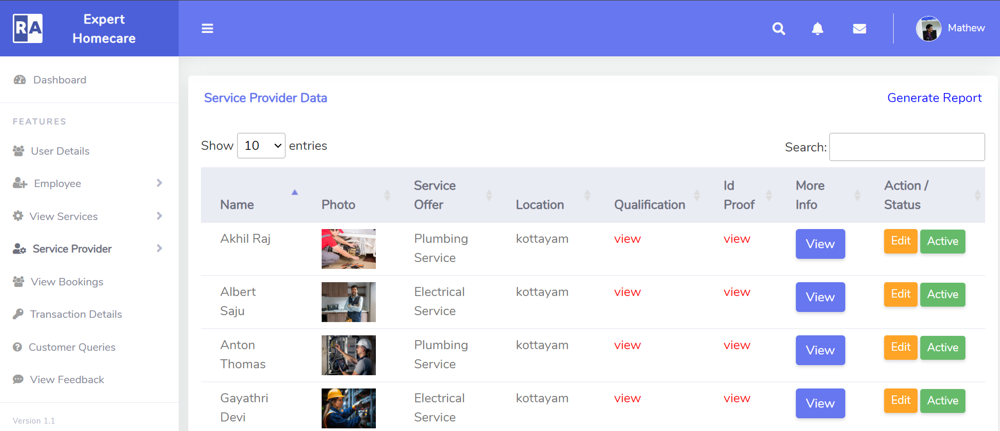 RA
Expert
Homecare
Mathew
Dashboard
FEATURES
User Details
Employee
View Services
Service Provider
View Bookings
Transaction Details
Customer Queries
View Feedback
Version 1.1
Service Provider Data
Generate Report
Show 10 entries
Search:
Name
Photo
Service
Offer
Location
Qualification
Id
Proof
More
Info
Action /
Status
Akhil Raj
Plumbing
Service
kottayam
view
view
View
Edit
Active
Albert
Saju
Electrical
Service
kottayam
view
view
View
Edit
Active
Anton
Thomas
Plumbing
Service
kottayam
view
view
View
Edit
Active
Gayathri
Devi
Electrical
Service
kottayam
view
view
View
Edit
Active